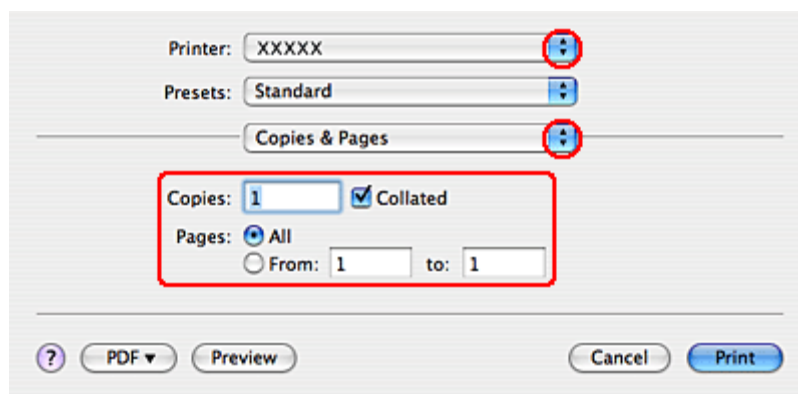 Printer: XXXXX
Presets: Standard
Copies & Pages
Copies: 1 Collated
Pages: All
From: 1 to: 1
? PDF ▼ Preview Cancel Print